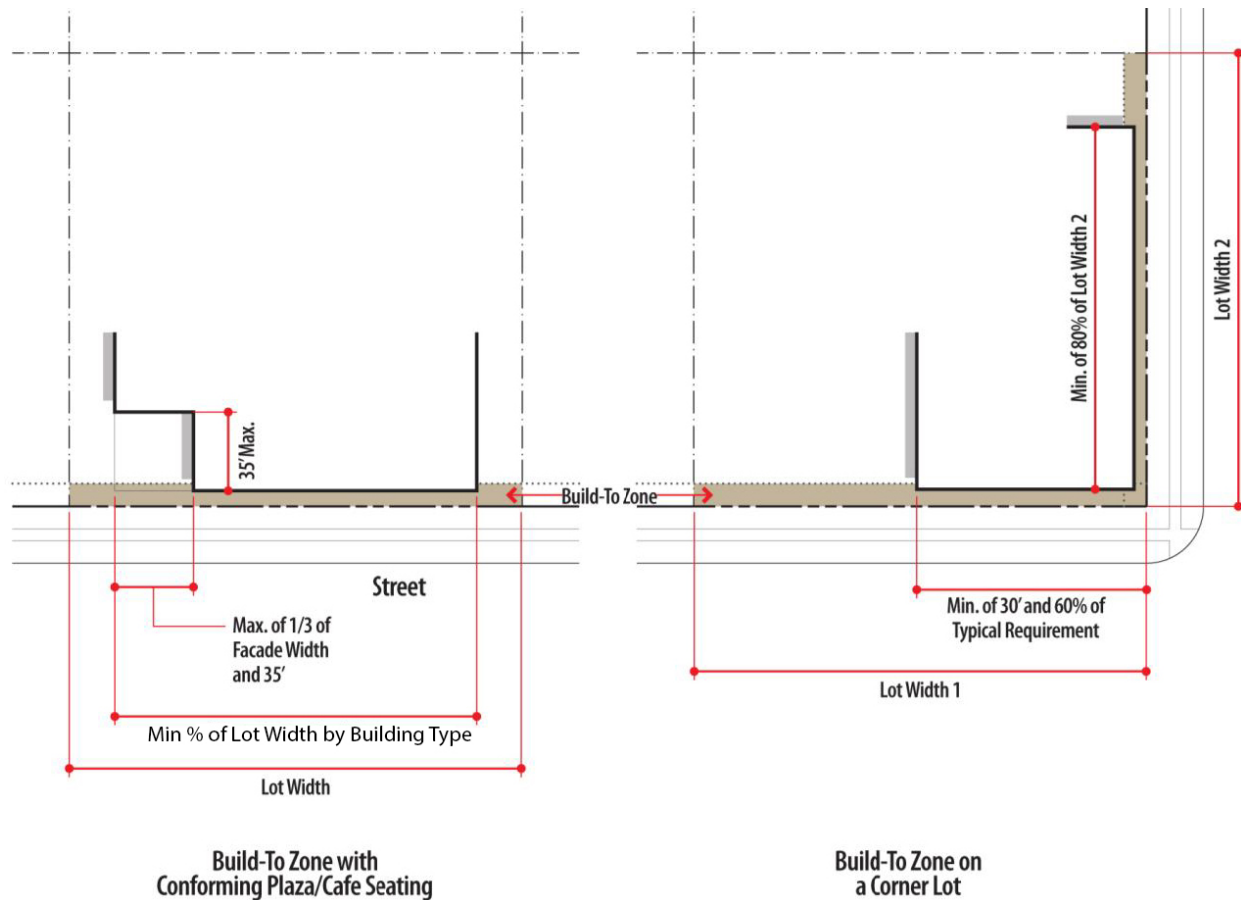 35' Max.
Build-To Zone
Street
Max. of 1/3 of
Facade Width
and 35'
Min % of Lot Width by Building Type
Lot Width
Build-To Zone with
Conforming Plaza/Cafe Seating
Min. of 80% of Lot Width 2
Lot Width 2
Min. of 30' and 60% of
Typical Requirement
Lot Width 1
Build-To Zone on
a Corner Lot